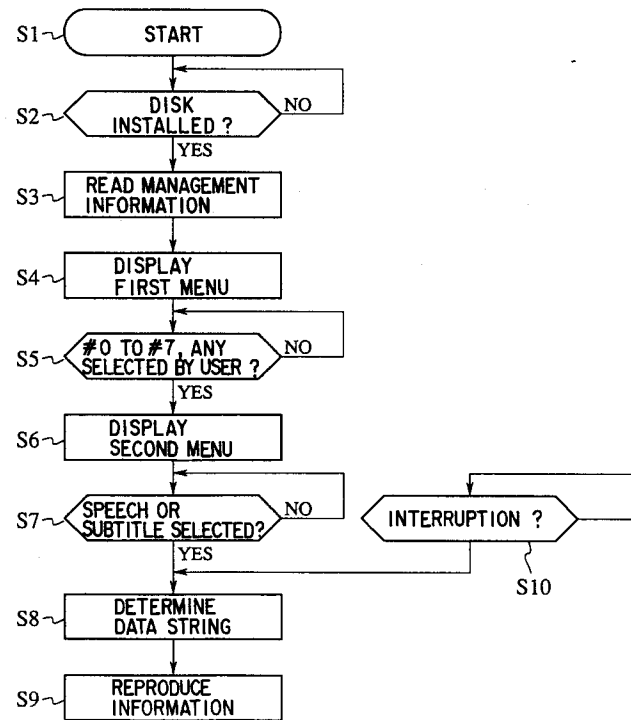 S1 START
S2 DISK
INSTALLED ? NO
YES
S3 READ MANAGEMENT
INFORMATION
S4 DISPLAY
FIRST MENU
S5 #0 TO #7, ANY
SELECTED BY USER ? NO
YES
S6 DISPLAY
SECOND MENU
S7 SPEECH OR
SUBTITLE SELECTED? NO
YES
INTERRUPTION ?
S10
S8 DETERMINE
DATA STRING
S9 REPRODUCE
INFORMATION